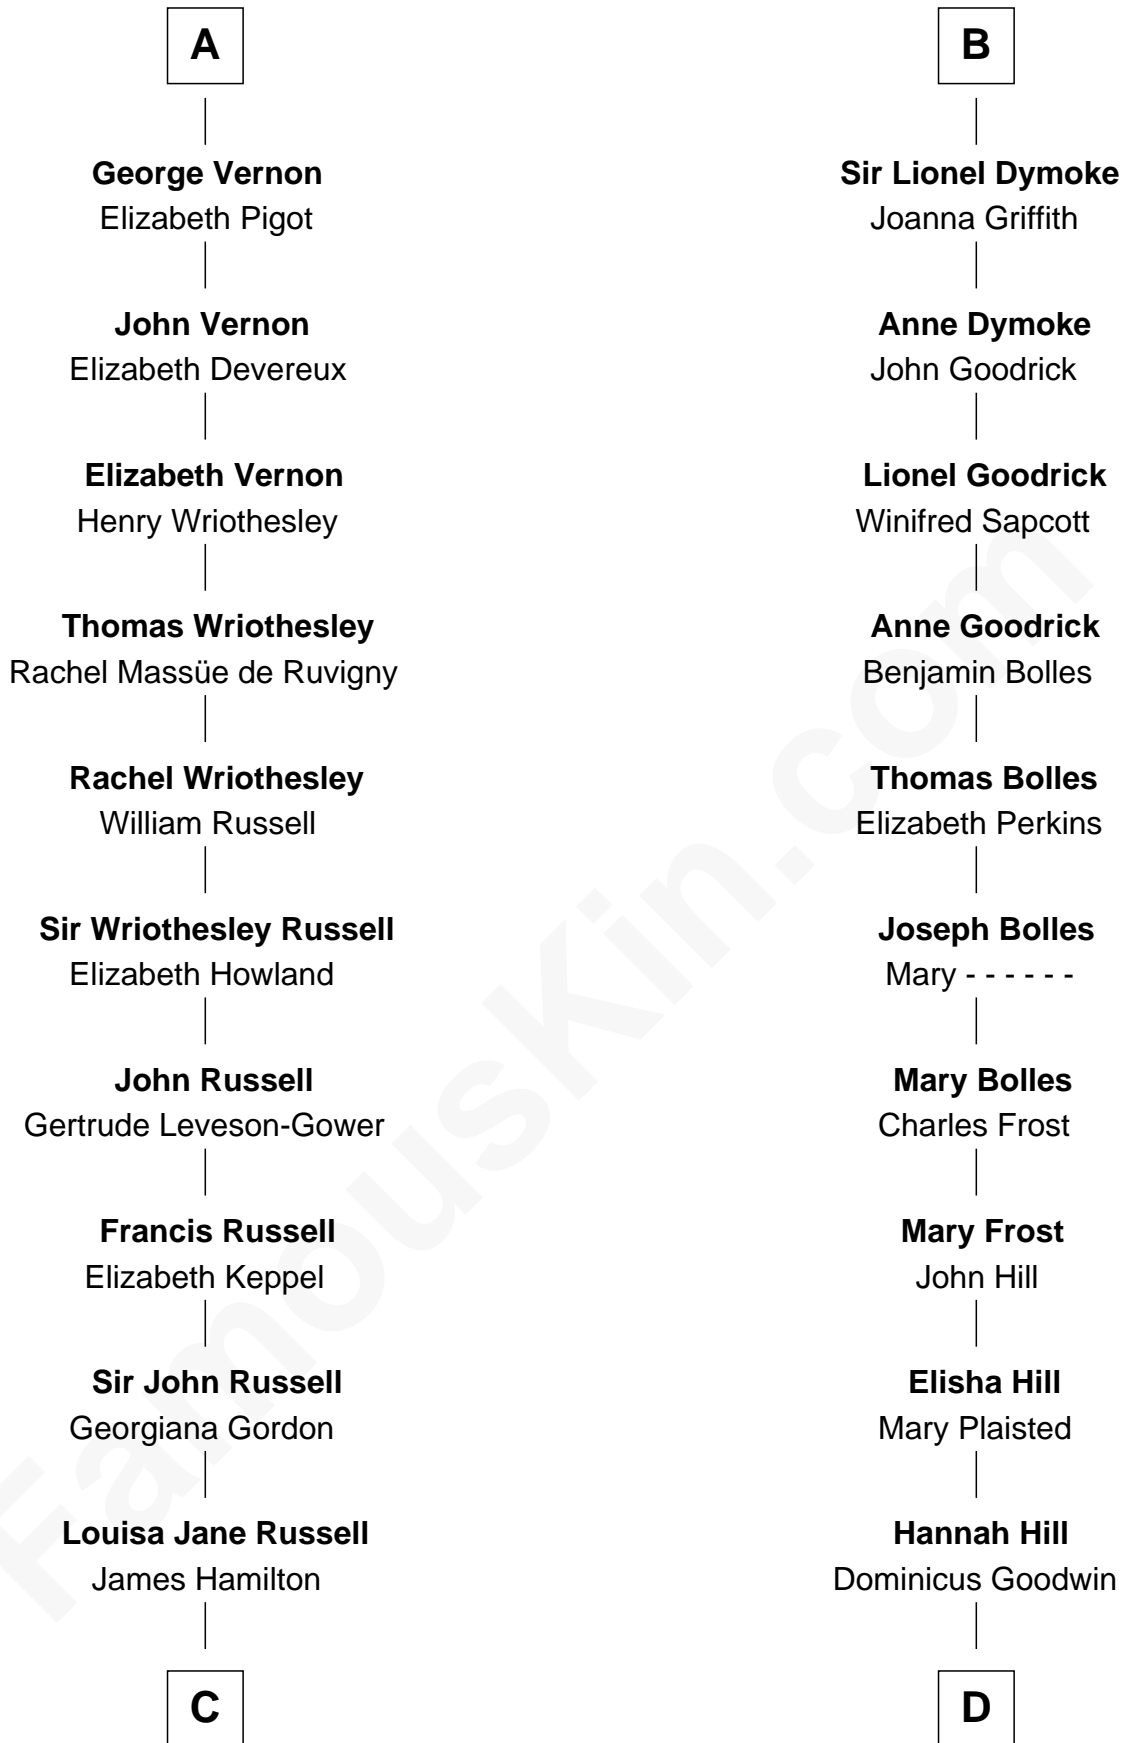 A
George Vernon
Elizabeth Pigot
John Vernon
Elizabeth Devereux
Elizabeth Vernon
Henry Wriothesley
Thomas Wriothesley
Rachel Massüe de Ruvigny
Rachel Wriothesley
William Russell
Sir Wriothesley Russell
Elizabeth Howland
John Russell
Gertrude Leveson-Gower
Francis Russell
Elizabeth Keppel
Sir John Russell
Georgiana Gordon
Louisa Jane Russell
James Hamilton
C
B
Sir Lionel Dymoke
Joanna Griffith
Anne Dymoke
John Goodrick
Lionel Goodrick
Winifred Sapcott
Anne Goodrick
Benjamin Bolles
Thomas Bolles
Elizabeth Perkins
Joseph Bolles
Mary - - - - - -
Mary Bolles
Charles Frost
Mary Frost
John Hill
Elisha Hill
Mary Plaisted
Hannah Hill
Dominicus Goodwin
D
FamousKin.com